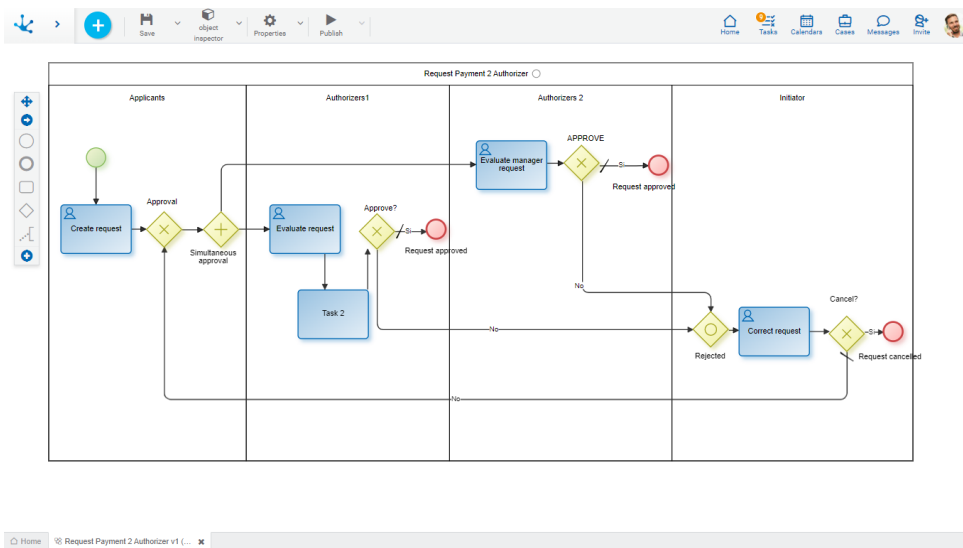 Save
object
inspector
Properties
Publish
Home
9
Tasks
Calendars
Cases
Messages
Invite
Request Payment 2 Authorizer
Applicants
Authorizers1
Authorizers 2
Initiator
APPROVE
Evaluate manager
request
Si
Request approved
Approval
Approve?
Create request
Evaluate request
Si
Simultaneous
approval
Request approved
Task 2
No
Cancel?
No
Correct request
Si
Rejected
Request cancelled
No
Home
Request Payment 2 Authorizer v1 (...